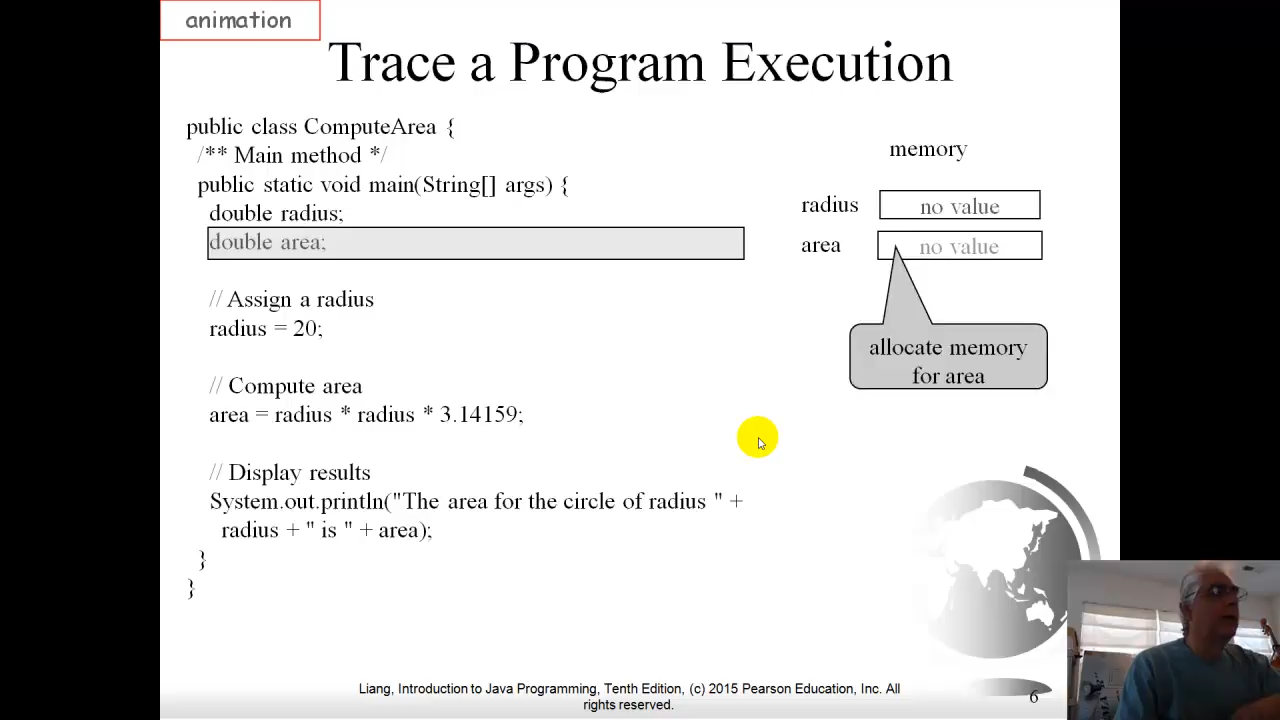 animation
Trace a Program Execution
public class ComputeArea {
/** Main method */
public static void main(String[] args) {
double radius;
double area;
// Assign a radius
radius = 20;
// Compute area
area = radius * radius * 3.14159;
// Display results
System.out.println("The area for the circle of radius " +
radius + " is " + area);
}
}
memory
radius no value
area no value
allocate memory
for area
Liang, Introduction to Java Programming, Tenth Edition, (c) 2015 Pearson Education, Inc. All
rights reserved.
6